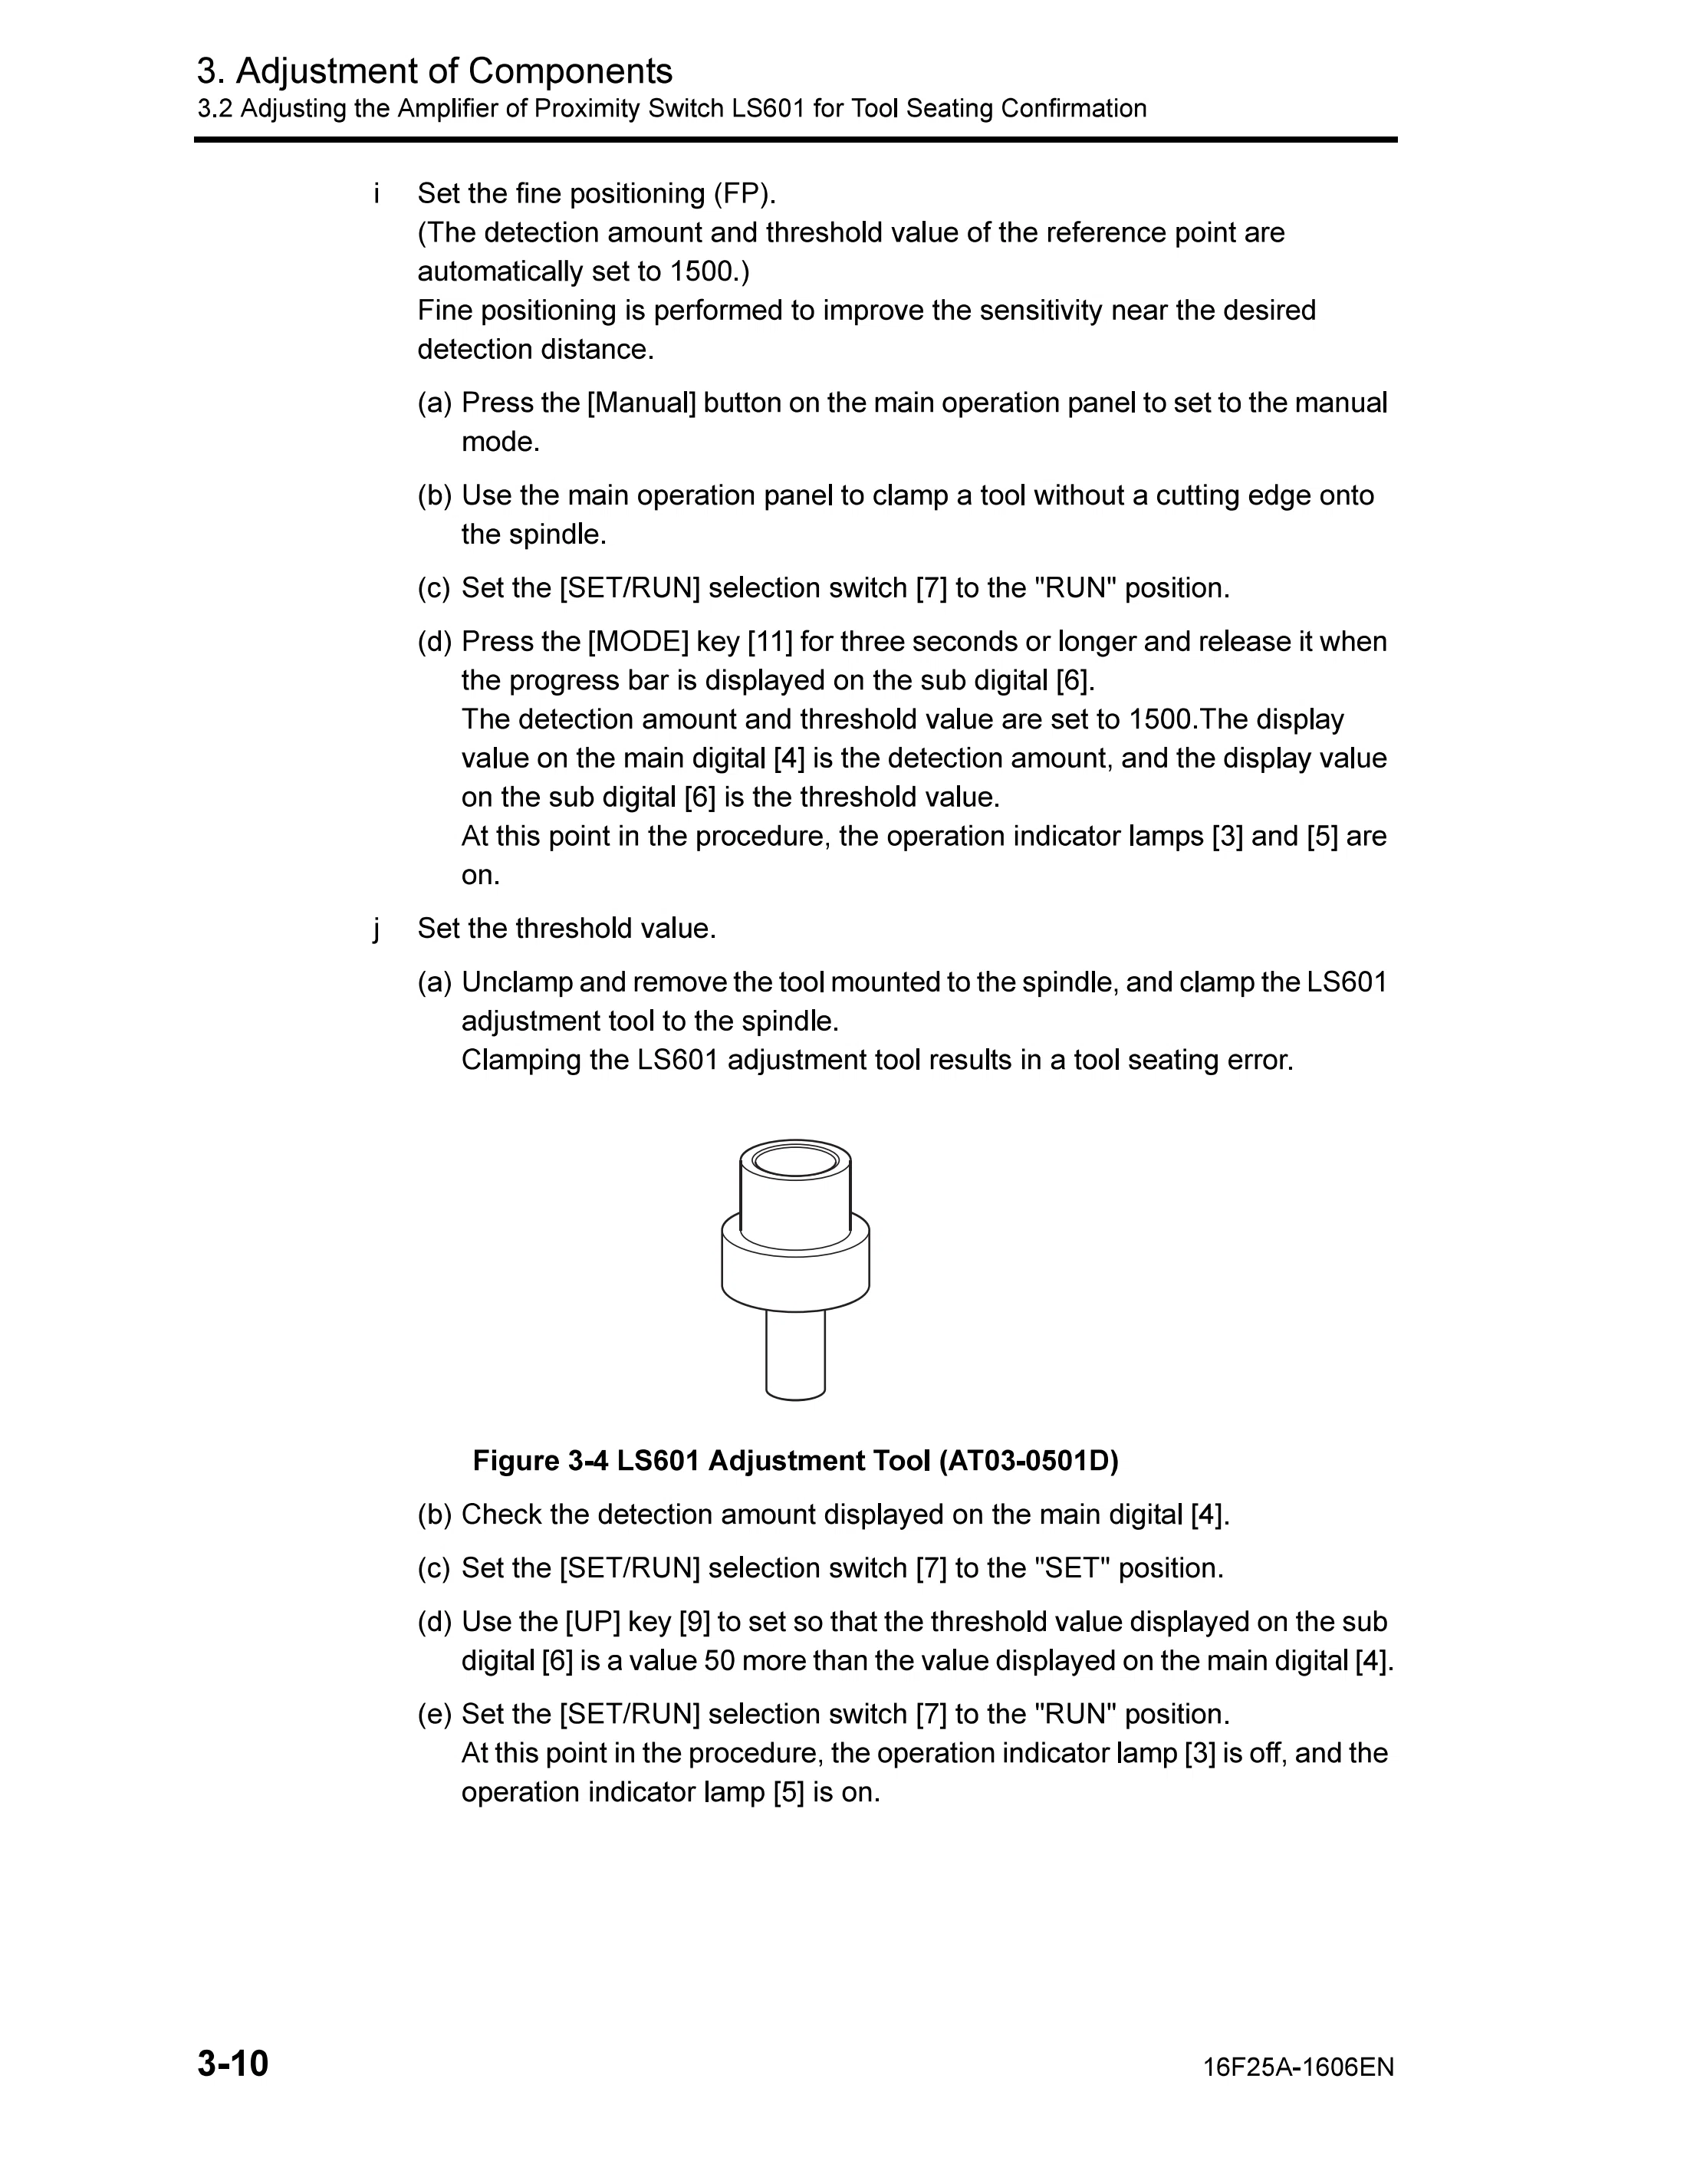 3. Adjustment of Components
3.2 Adjusting the Amplifier of Proximity Switch LS601 for Tool Seating Confirmation
i Set the fine positioning (FP).
(The detection amount and threshold value of the reference point are
automatically set to 1500.)
Fine positioning is performed to improve the sensitivity near the desired
detection distance.
(a) Press the [Manual] button on the main operation panel to set to the manual
mode.
(b) Use the main operation panel to clamp a tool without a cutting edge onto
the spindle.
(c) Set the [SET/RUN] selection switch [7] to the "RUN" position.
(d) Press the [MODE] key [11] for three seconds or longer and release it when
the progress bar is displayed on the sub digital [6].
The detection amount and threshold value are set to 1500.The display
value on the main digital [4] is the detection amount, and the display value
on the sub digital [6] is the threshold value.
At this point in the procedure, the operation indicator lamps [3] and [5] are
on.
j Set the threshold value.
(a) Unclamp and remove the tool mounted to the spindle, and clamp the LS601
adjustment tool to the spindle.
Clamping the LS601 adjustment tool results in a tool seating error.
Figure 3-4 LS601 Adjustment Tool (AT03-0501D)
(b) Check the detection amount displayed on the main digital [4].
(c) Set the [SET/RUN] selection switch [7] to the "SET" position.
(d) Use the [UP] key [9] to set so that the threshold value displayed on the sub
digital [6] is a value 50 more than the value displayed on the main digital [4].
(e) Set the [SET/RUN] selection switch [7] to the "RUN" position.
At this point in the procedure, the operation indicator lamp [3] is off, and the
operation indicator lamp [5] is on.
3-10
16F25A-1606EN